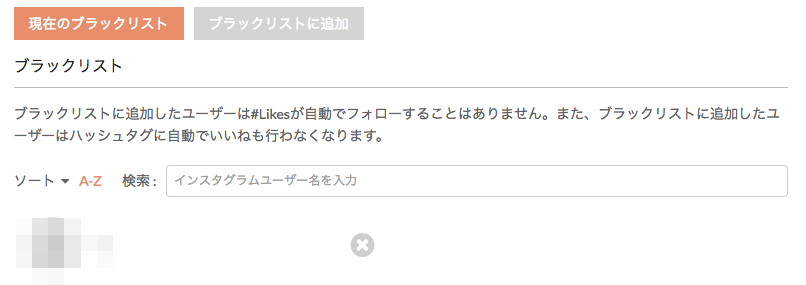 現在のブラックリスト ブラックリストに追加
ブラックリスト
ブラックリストに追加したユーザーは#Likesが自動でフォローすることはありません。また、ブラックリストに追加したユ
ーザーはハッシュタグに自動でいいねも行わなくなります。
ソート A-Z 検索 : インスタグラムユーザー名を入力